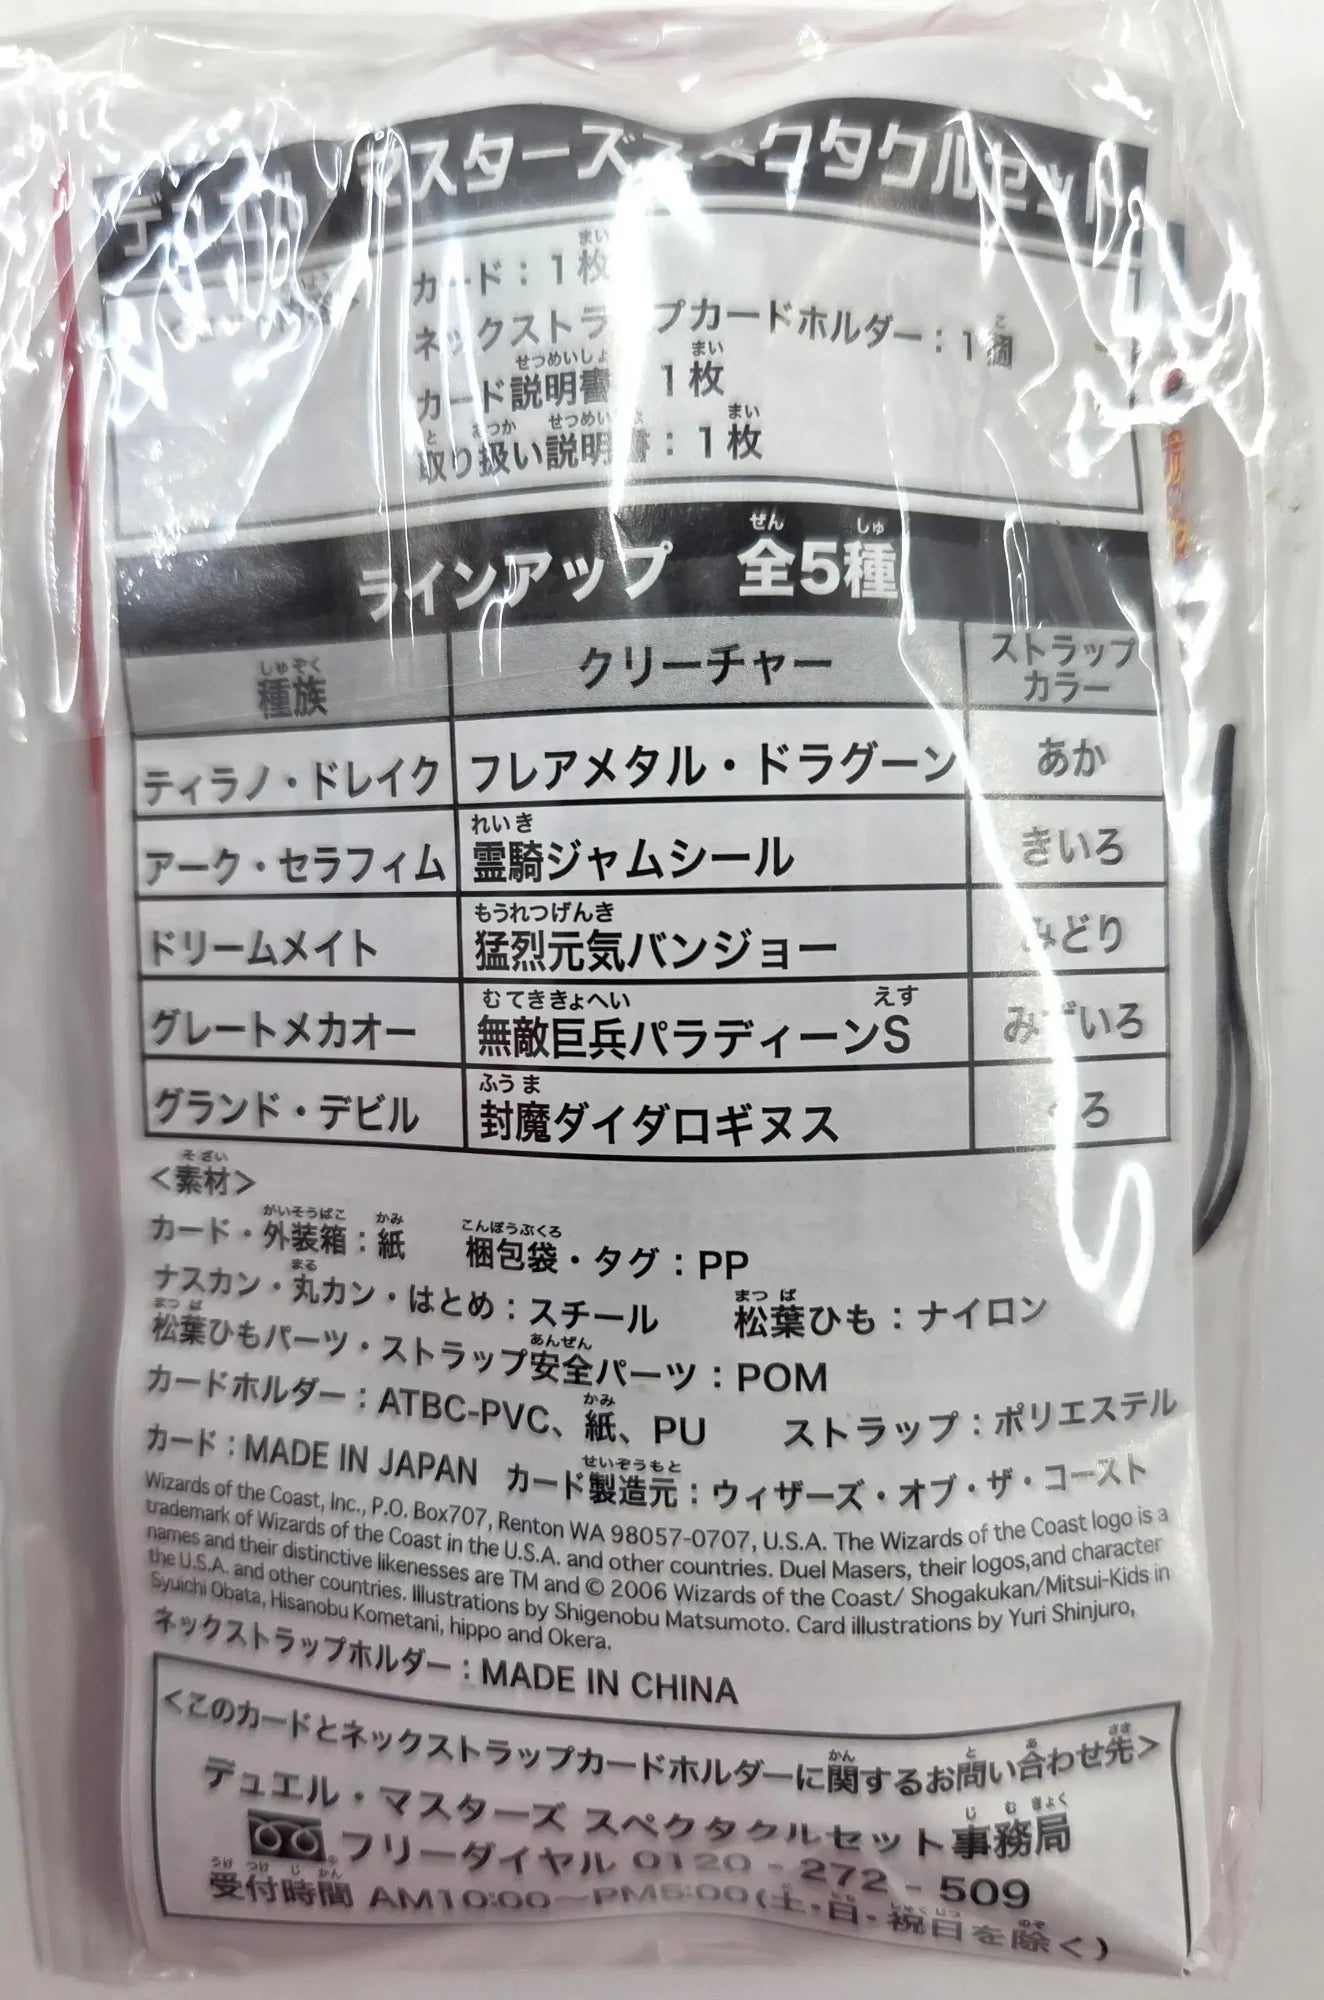 デュエル・マスターズスペクタクルセット
カード：1枚
ネックストラップカードホルダー：1個
カード説明書：1枚
取り扱い説明書：1枚
ラインアップ 全5種
種族 クリーチャー ストラップカラー
ティラノ・ドレイク フレアメタル・ドラグーン あか
アーク・セラフィム 霊騎ジャムシール きいろ
ドリームメイト 猛烈元気バンジョー みどり
グレートメカオー 無敵巨兵パラディーンS みずいろ
グランド・デビル 封魔ダイダロギヌス くろ
＜素材＞
カード・外装箱：紙 梱包袋・タグ：PP
ナスカン・丸カン・はとめ：スチール 松葉ひも：ナイロン
松葉ひもパーツ・ストラップ安全パーツ：POM
カードホルダー：ATBC-PVC、紙、PU ストラップ：ポリエステル
カード：MADE IN JAPAN カード製造元：ウィザーズ・オブ・ザ・コースト
Wizards of the Coast, Inc., P.O. Box707, Renton WA 98057-0707, U.S.A. The Wizards of the Coast logo is a
trademark of Wizards of the Coast in the U.S.A. and other countries. Duel Masers, their logos,and character
names and their distinctive likenesses are TM and © 2006 Wizards of the Coast/ Shogakukan/Mitsui-Kids in
the U.S.A. and other countries. Illustrations by Shigenobu Matsumoto. Card illustrations by Yuri Shinjuro,
Syuichi Obata, Hisanobu Kometani, hippo and Okera.
ネックストラップホルダー：MADE IN CHINA
＜このカードとネックストラップカードホルダーに関するお問い合わせ先＞
デュエル・マスターズ スペクタクルセット事務局
フリーダイヤル 0120-272-509
受付時間 AM10:00～PM5:00(土・日・祝日を除く)